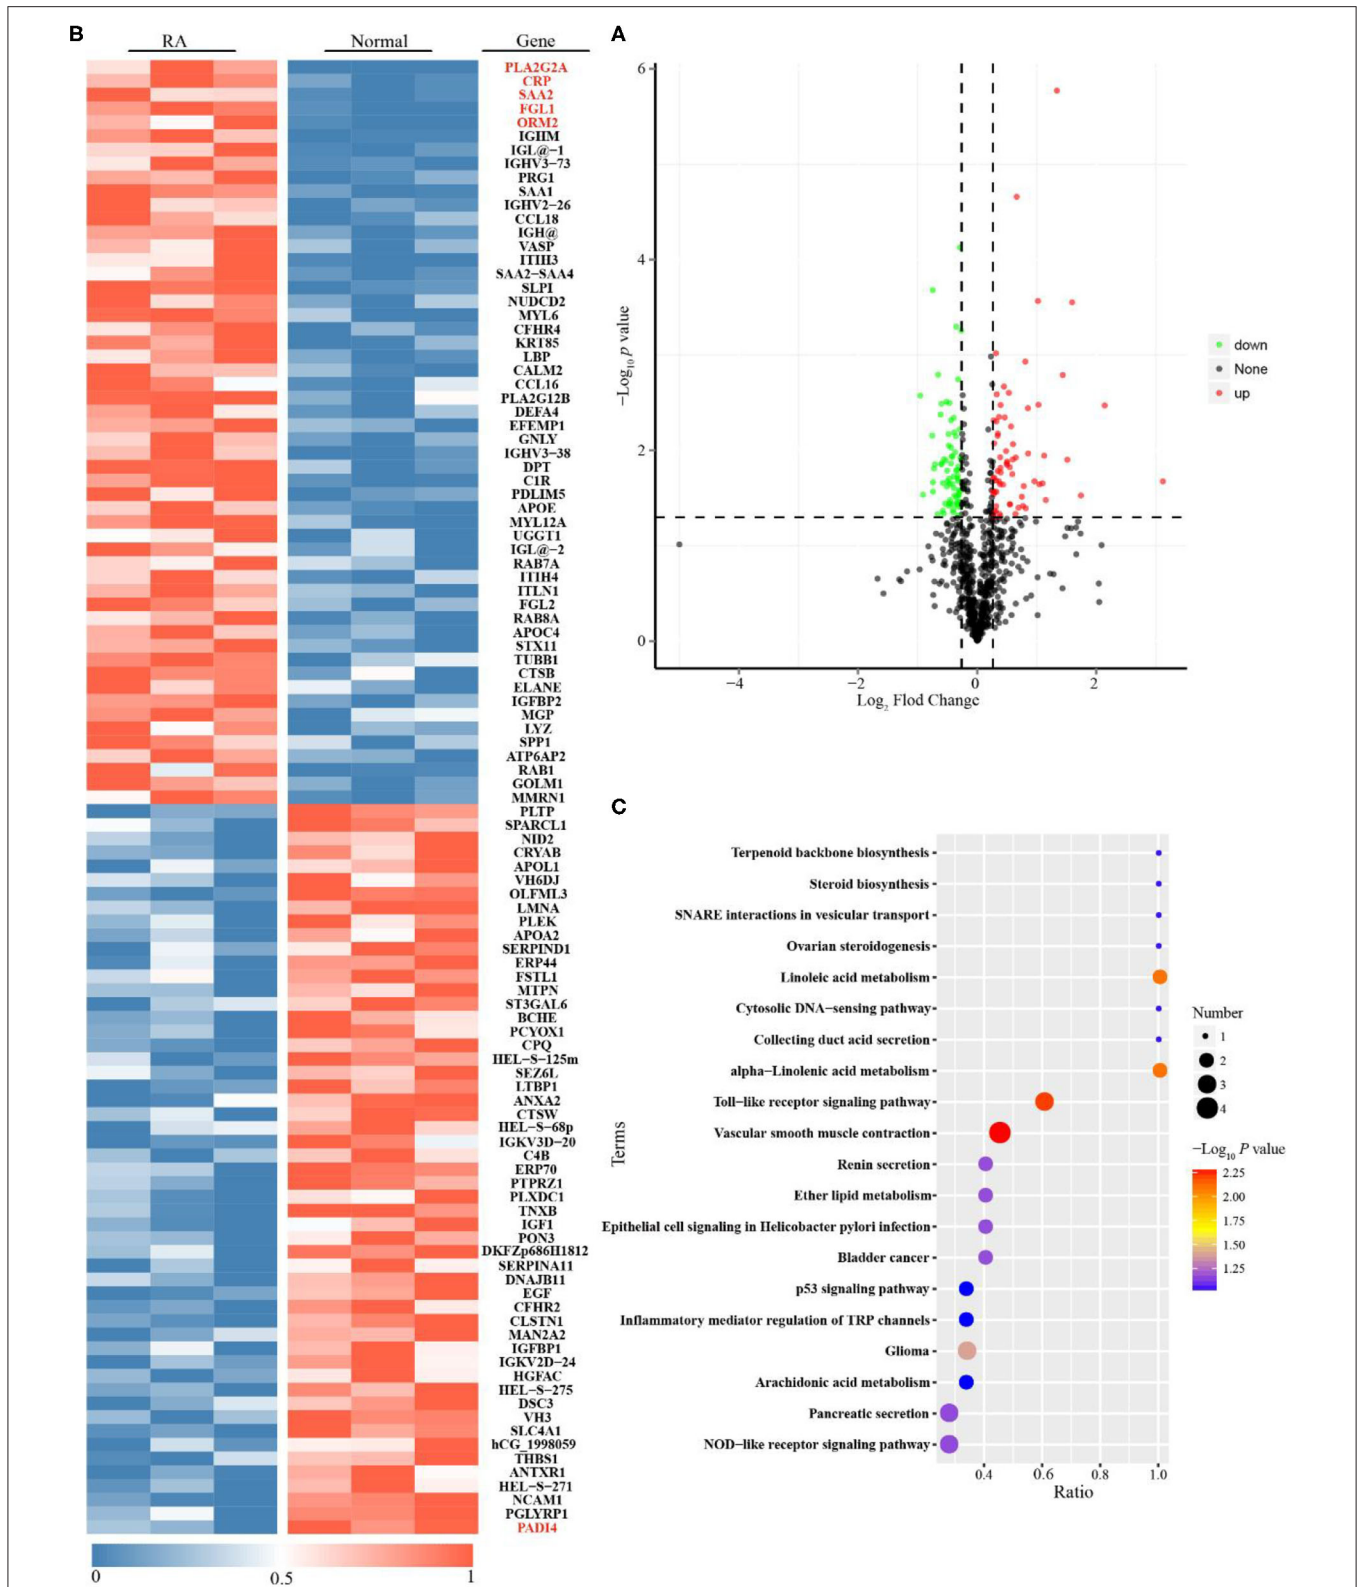 B
RA
Normal
Gene
PLA2G2A
CRP
SAA2
FGL1
ORM2
IGHM
IGL@−1
IGHV3−73
PRG1
SAA1
IGHV2−26
CCL18
IGH@
VASP
ITIH3
SAA2−SAA4
SLPI
NUDCD2
MYL6
CFHR4
KRT85
LBP
CALM2
CCL16
PLA2G12B
DEFA4
EFEMP1
GNLY
IGHV3−38
DPT
C1R
PDLIM5
APOE
MYL12A
UGGT1
IGL@−2
RAB7A
ITIH4
ITLN1
FGL2
RAB8A
APOC4
STX11
TUBB1
CTSB
ELANE
IGFBP2
MGP
LYZ
SPP1
ATP6AP2
RAB1
GOLM1
MMRN1
PLTP
SPARCL1
NID2
CRYAB
APOL1
VH6DJ
OLFML3
LMNA
PLEK
APOA2
SERPIND1
ERP44
FSTL1
MTPN
ST3GAL6
BCHE
PCYOX1
CPQ
HEL−S−125m
SEZ6L
LTBP1
ANXA2
CTSW
HEL−S−68p
IGKV3D−20
C4B
ERP70
PTPRZ1
PLXDC1
TNXB
IGF1
PON3
DKFZp686H1812
SERPINA11
DNAJB11
EGF
CFHR2
CLSTN1
MAN2A2
IGFBP1
IGKV2D−24
HGFAC
HEL−S−275
DSC3
VH3
SLC4A1
hCG_1998059
THBS1
ANTXR1
HEL−S−271
NCAM1
PGLYRP1
PADI4
0
0.5
1
A
6
4
2
0
−Log10 p value
−4
−2
0
2
Log2 Flod Change
down
None
up
C
Terms
Terpenoid backbone biosynthesis
Steroid biosynthesis
SNARE interactions in vesicular transport
Ovarian steroidogenesis
Linoleic acid metabolism
Cytosolic DNA−sensing pathway
Collecting duct acid secretion
alpha−Linolenic acid metabolism
Toll−like receptor signaling pathway
Vascular smooth muscle contraction
Renin secretion
Ether lipid metabolism
Epithelial cell signaling in Helicobacter pylori infection
Bladder cancer
p53 signaling pathway
Inflammatory mediator regulation of TRP channels
Glioma
Arachidonic acid metabolism
Pancreatic secretion
NOD−like receptor signaling pathway
0.4
0.6
0.8
1.0
Ratio
Number
1
2
3
4
−Log10 P value
2.25
2.00
1.75
1.50
1.25